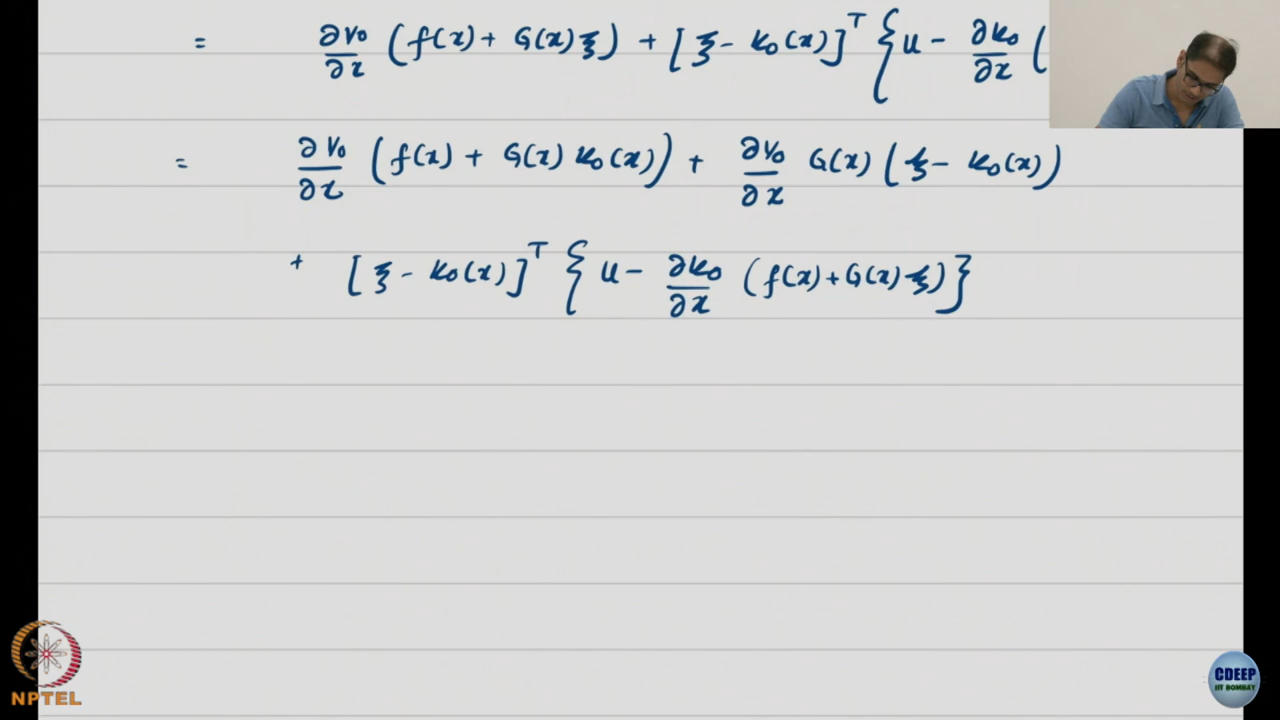 = ∂V₀/∂x (f(x) + G(x) ξ) + [ξ - k₀(x)]ᵀ { u - ∂k₀/∂x (
= ∂V₀/∂x (f(x) + G(x) k₀(x)) + ∂V₀/∂x G(x) (ξ - k₀(x))
+ [ξ - k₀(x)]ᵀ { u - ∂k₀/∂x (f(x) + G(x) ξ) }
NPTEL
CDEEP
IIT BOMBAY